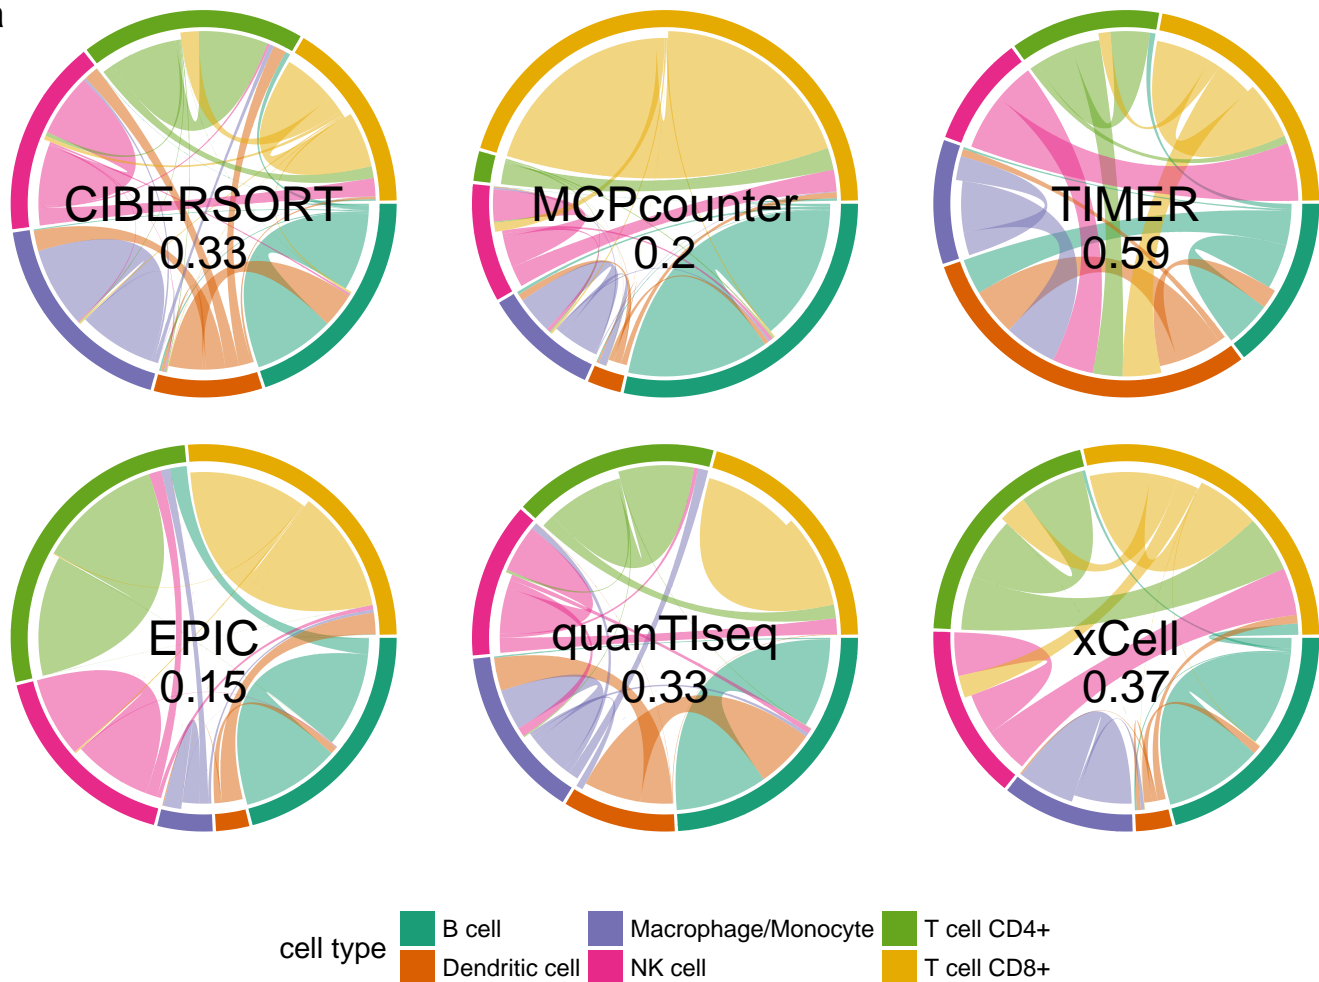 a
CIBERSORT
0.33
MCPcounter
0.2
TIMER
0.59
EPIC
0.15
quanTIseq
0.33
xCell
0.37
cell type
B cell
Macrophage/Monocyte
T cell CD4+
Dendritic cell
NK cell
T cell CD8+